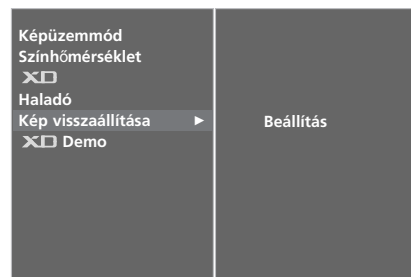 Képüzemmód
Színhőmérséklet
XD
Haladó
Kép visszaállítása ►
XD Demo
Beállítás